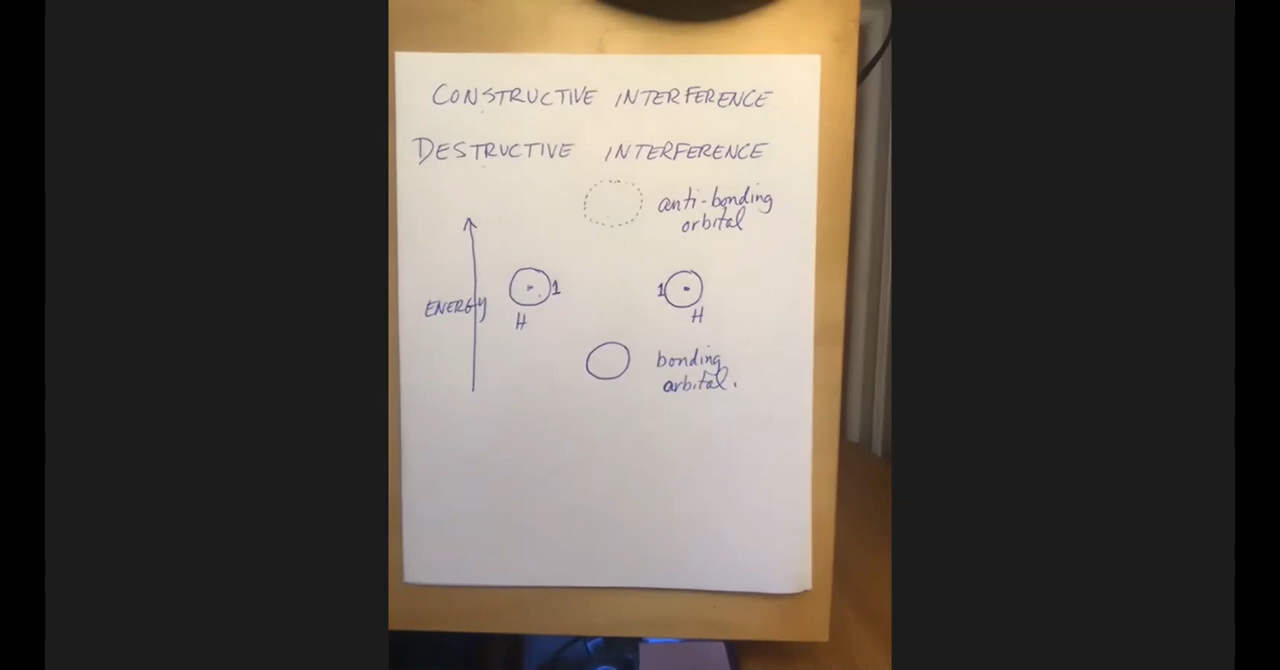 CONSTRUCTIVE INTERFERENCE
DESTRUCTIVE INTERFERENCE
anti-bonding
orbital
1
1
ENERGY
H
H
bonding
orbital.